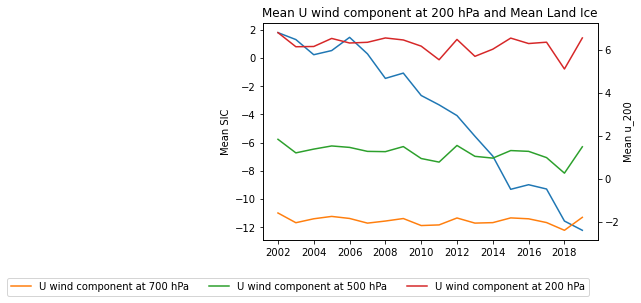 Mean U wind component at 200 hPa and Mean Land Ice
2
0
−2
−4
−6
−8
−10
−12
Mean SIC
6
4
2
0
−2
Mean u_200
2002 2004 2006 2008 2010 2012 2014 2016 2018
U wind component at 700 hPa U wind component at 500 hPa U wind component at 200 hPa